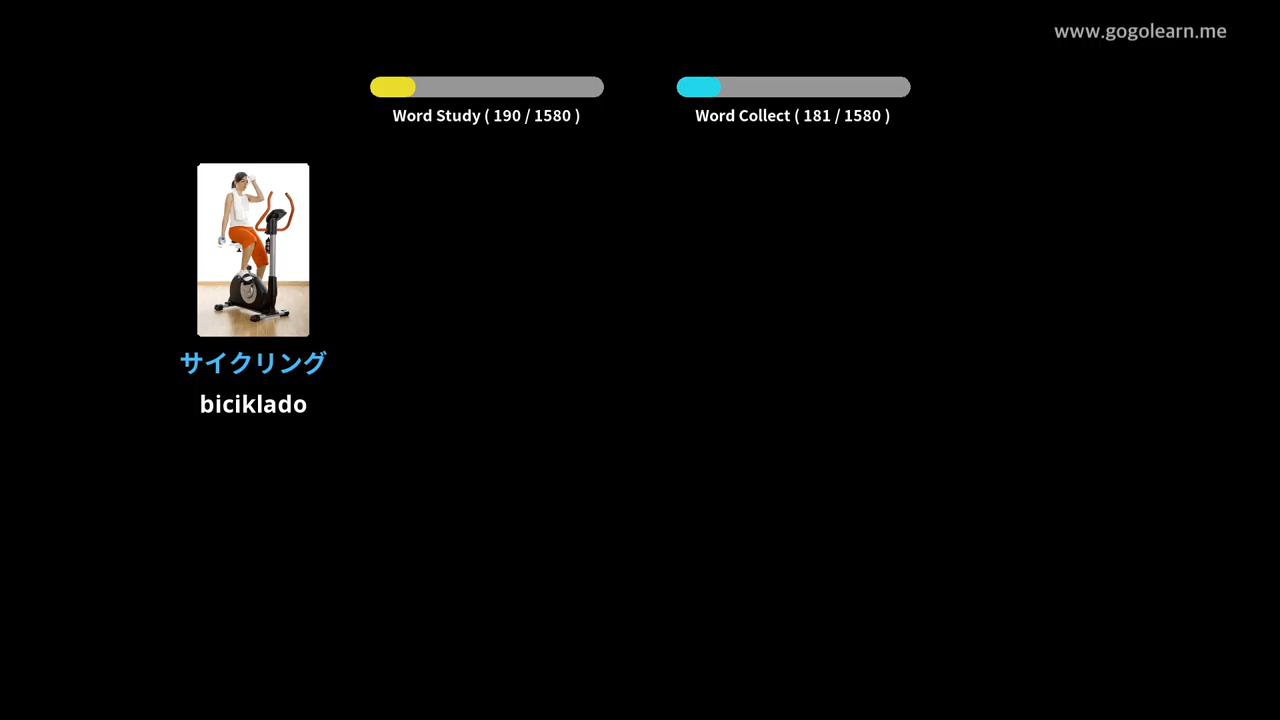 www.gogolearn.me
Word Study ( 190 / 1580 )
Word Collect ( 181 / 1580 )
サイクリング
biciklado